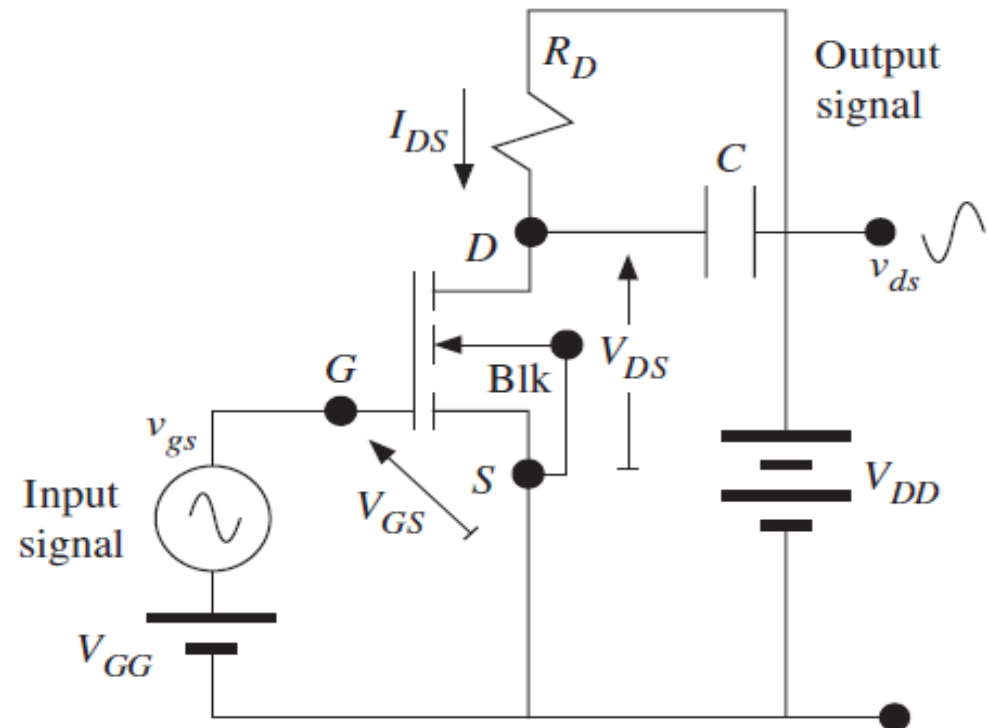 R_D
Output
signal
I_DS
C
D
v_ds
V_DS
Blk
G
v_gs
S
V_GS
V_DD
Input
signal
V_GG